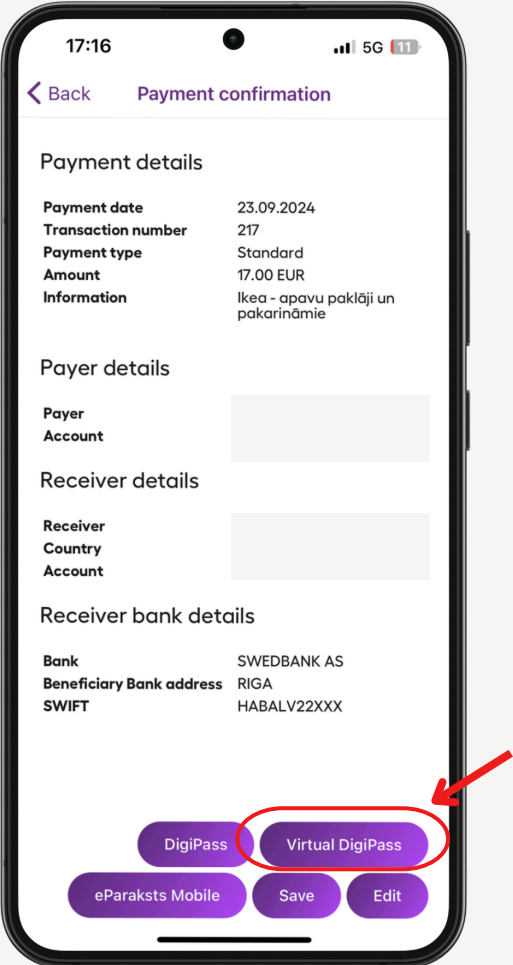 17:16 5G 11
Back Payment confirmation
Payment details
Payment date 23.09.2024
Transaction number 217
Payment type Standard
Amount 17.00 EUR
Information Ikea - apavu paklāji un
pakarināmie
Payer details
Payer
Account
Receiver details
Receiver
Country
Account
Receiver bank details
Bank SWEDBANK AS
Beneficiary Bank address RIGA
SWIFT HABALV22XXX
DigiPass Virtual DigiPass
eParaksts Mobile Save Edit